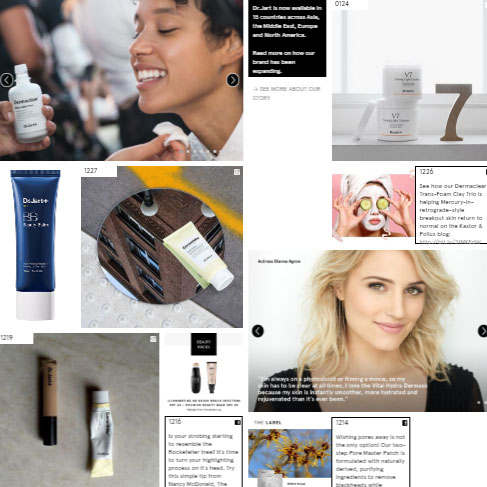 Dr.Jart is now available in
15 countries across Asia,
the Middle East, Europe
and North America.
Read more on how our
brand has been
expanding.
→ SEE MORE ABOUT OUR
STORY
0124
V7
V7
7
Dermaclear
1227
Dr.Jart+
BB
Beauty Balm
1226
See how our Dermaclear
Trans-Foam Clay Trio is
helping Mercury-in-
retrograde-style
breakout skin return to
normal on the Kastor &
Pollux blog:
Actress Dianna Agron
"I'm always on a photoshoot or filming a movie, so my
skin has to be clear at all times. I love the Vital Hydra Dermask
because my skin is instantly smoother, more hydrated and
rejuvenated than it's ever been."
1219
BEAUTY
1216
Is your strobing starting
to resemble the
Rockefeller tree? It's time
to turn your highlighting
process on it's head. Try
this simple tip from
Nancy McDonald, The
THE LABEL
1214
Wishing pores away is not
the only option! Our two-
step Pore Master Patch is
formulated with naturally
derived, purifying
ingredients to remove
blackheads while